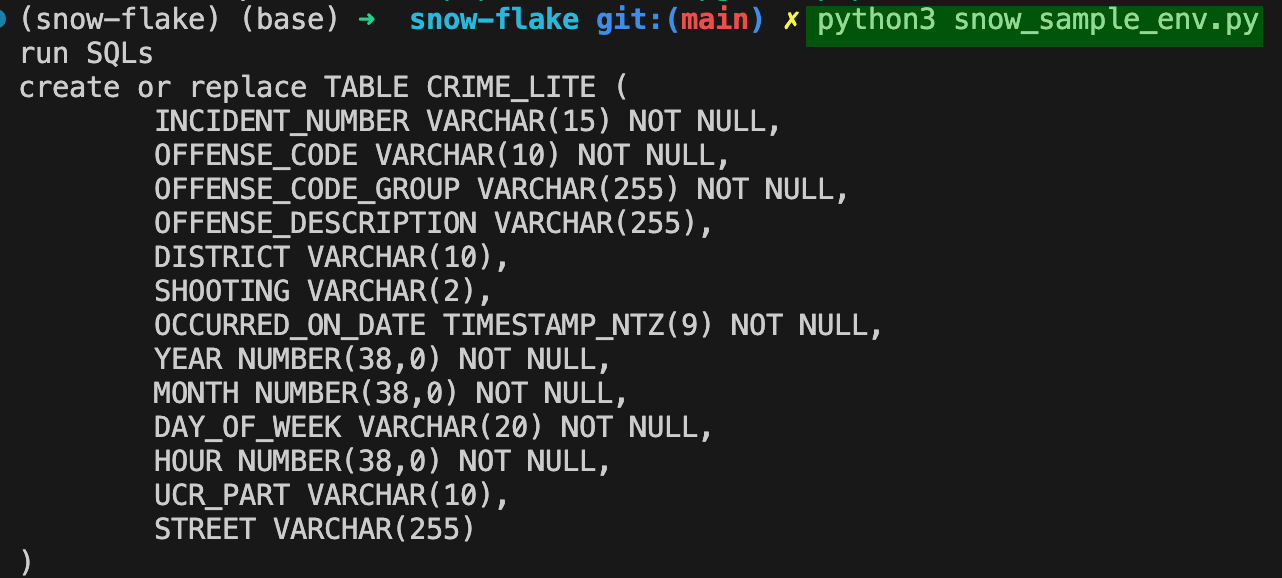 (snow-flake) (base) ➜ snow-flake git:(main) ✗ python3 snow_sample_env.py
run SQLs
create or replace TABLE CRIME_LITE (
INCIDENT_NUMBER VARCHAR(15) NOT NULL,
OFFENSE_CODE VARCHAR(10) NOT NULL,
OFFENSE_CODE_GROUP VARCHAR(255) NOT NULL,
OFFENSE_DESCRIPTION VARCHAR(255),
DISTRICT VARCHAR(10),
SHOOTING VARCHAR(2),
OCCURRED_ON_DATE TIMESTAMP_NTZ(9) NOT NULL,
YEAR NUMBER(38,0) NOT NULL,
MONTH NUMBER(38,0) NOT NULL,
DAY_OF_WEEK VARCHAR(20) NOT NULL,
HOUR NUMBER(38,0) NOT NULL,
UCR_PART VARCHAR(10),
STREET VARCHAR(255)
)